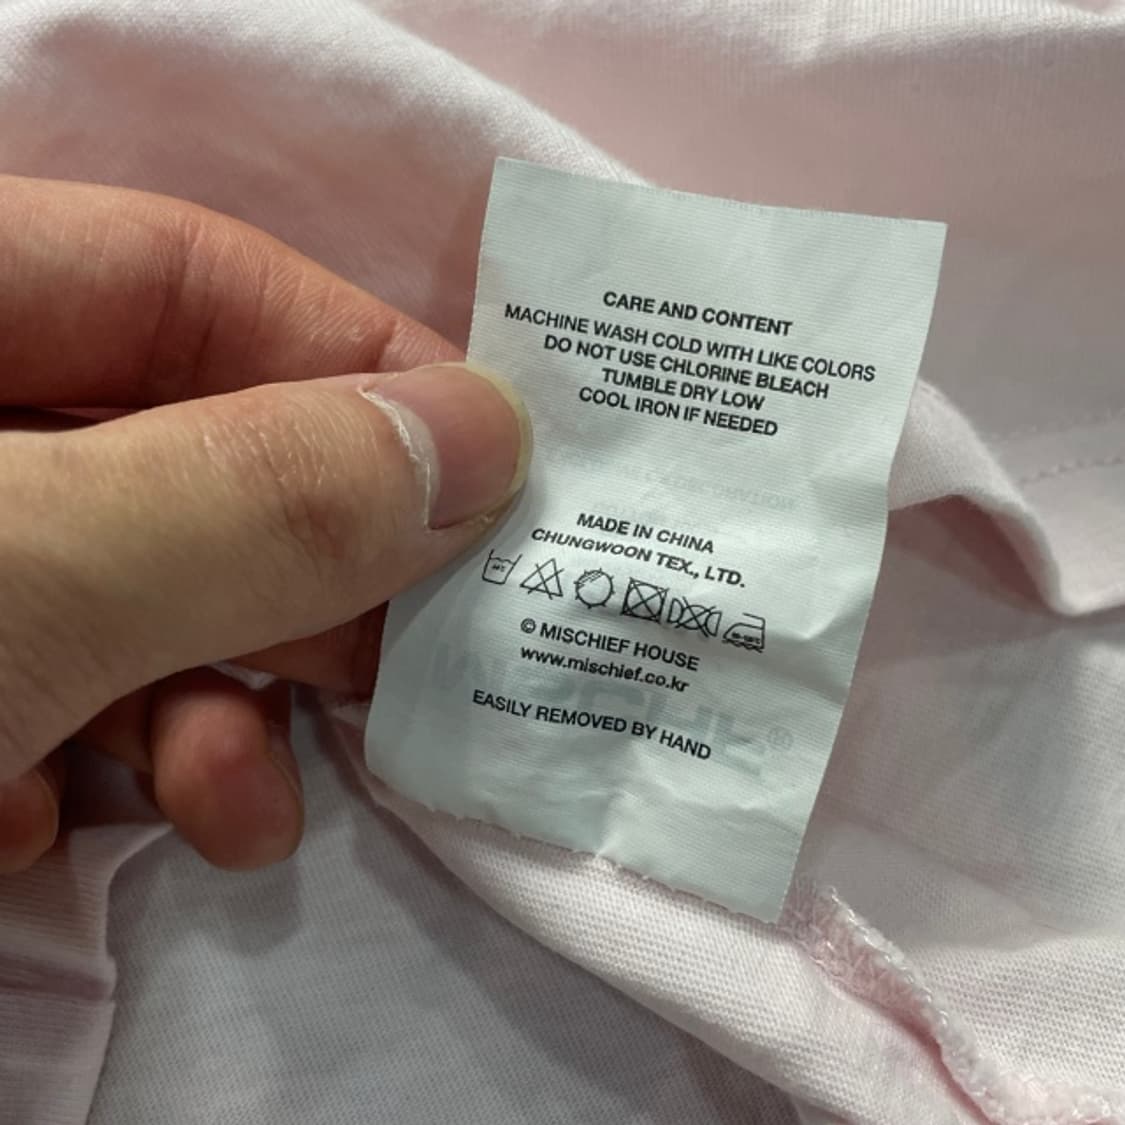 CARE AND CONTENT
MACHINE WASH COLD WITH LIKE COLORS
DO NOT USE CHLORINE BLEACH
TUMBLE DRY LOW
COOL IRON IF NEEDED
MADE IN CHINA
CHUNGWOON TEX., LTD.
© MISCHIEF HOUSE
www.mischief.co.kr
EASILY REMOVED BY HAND